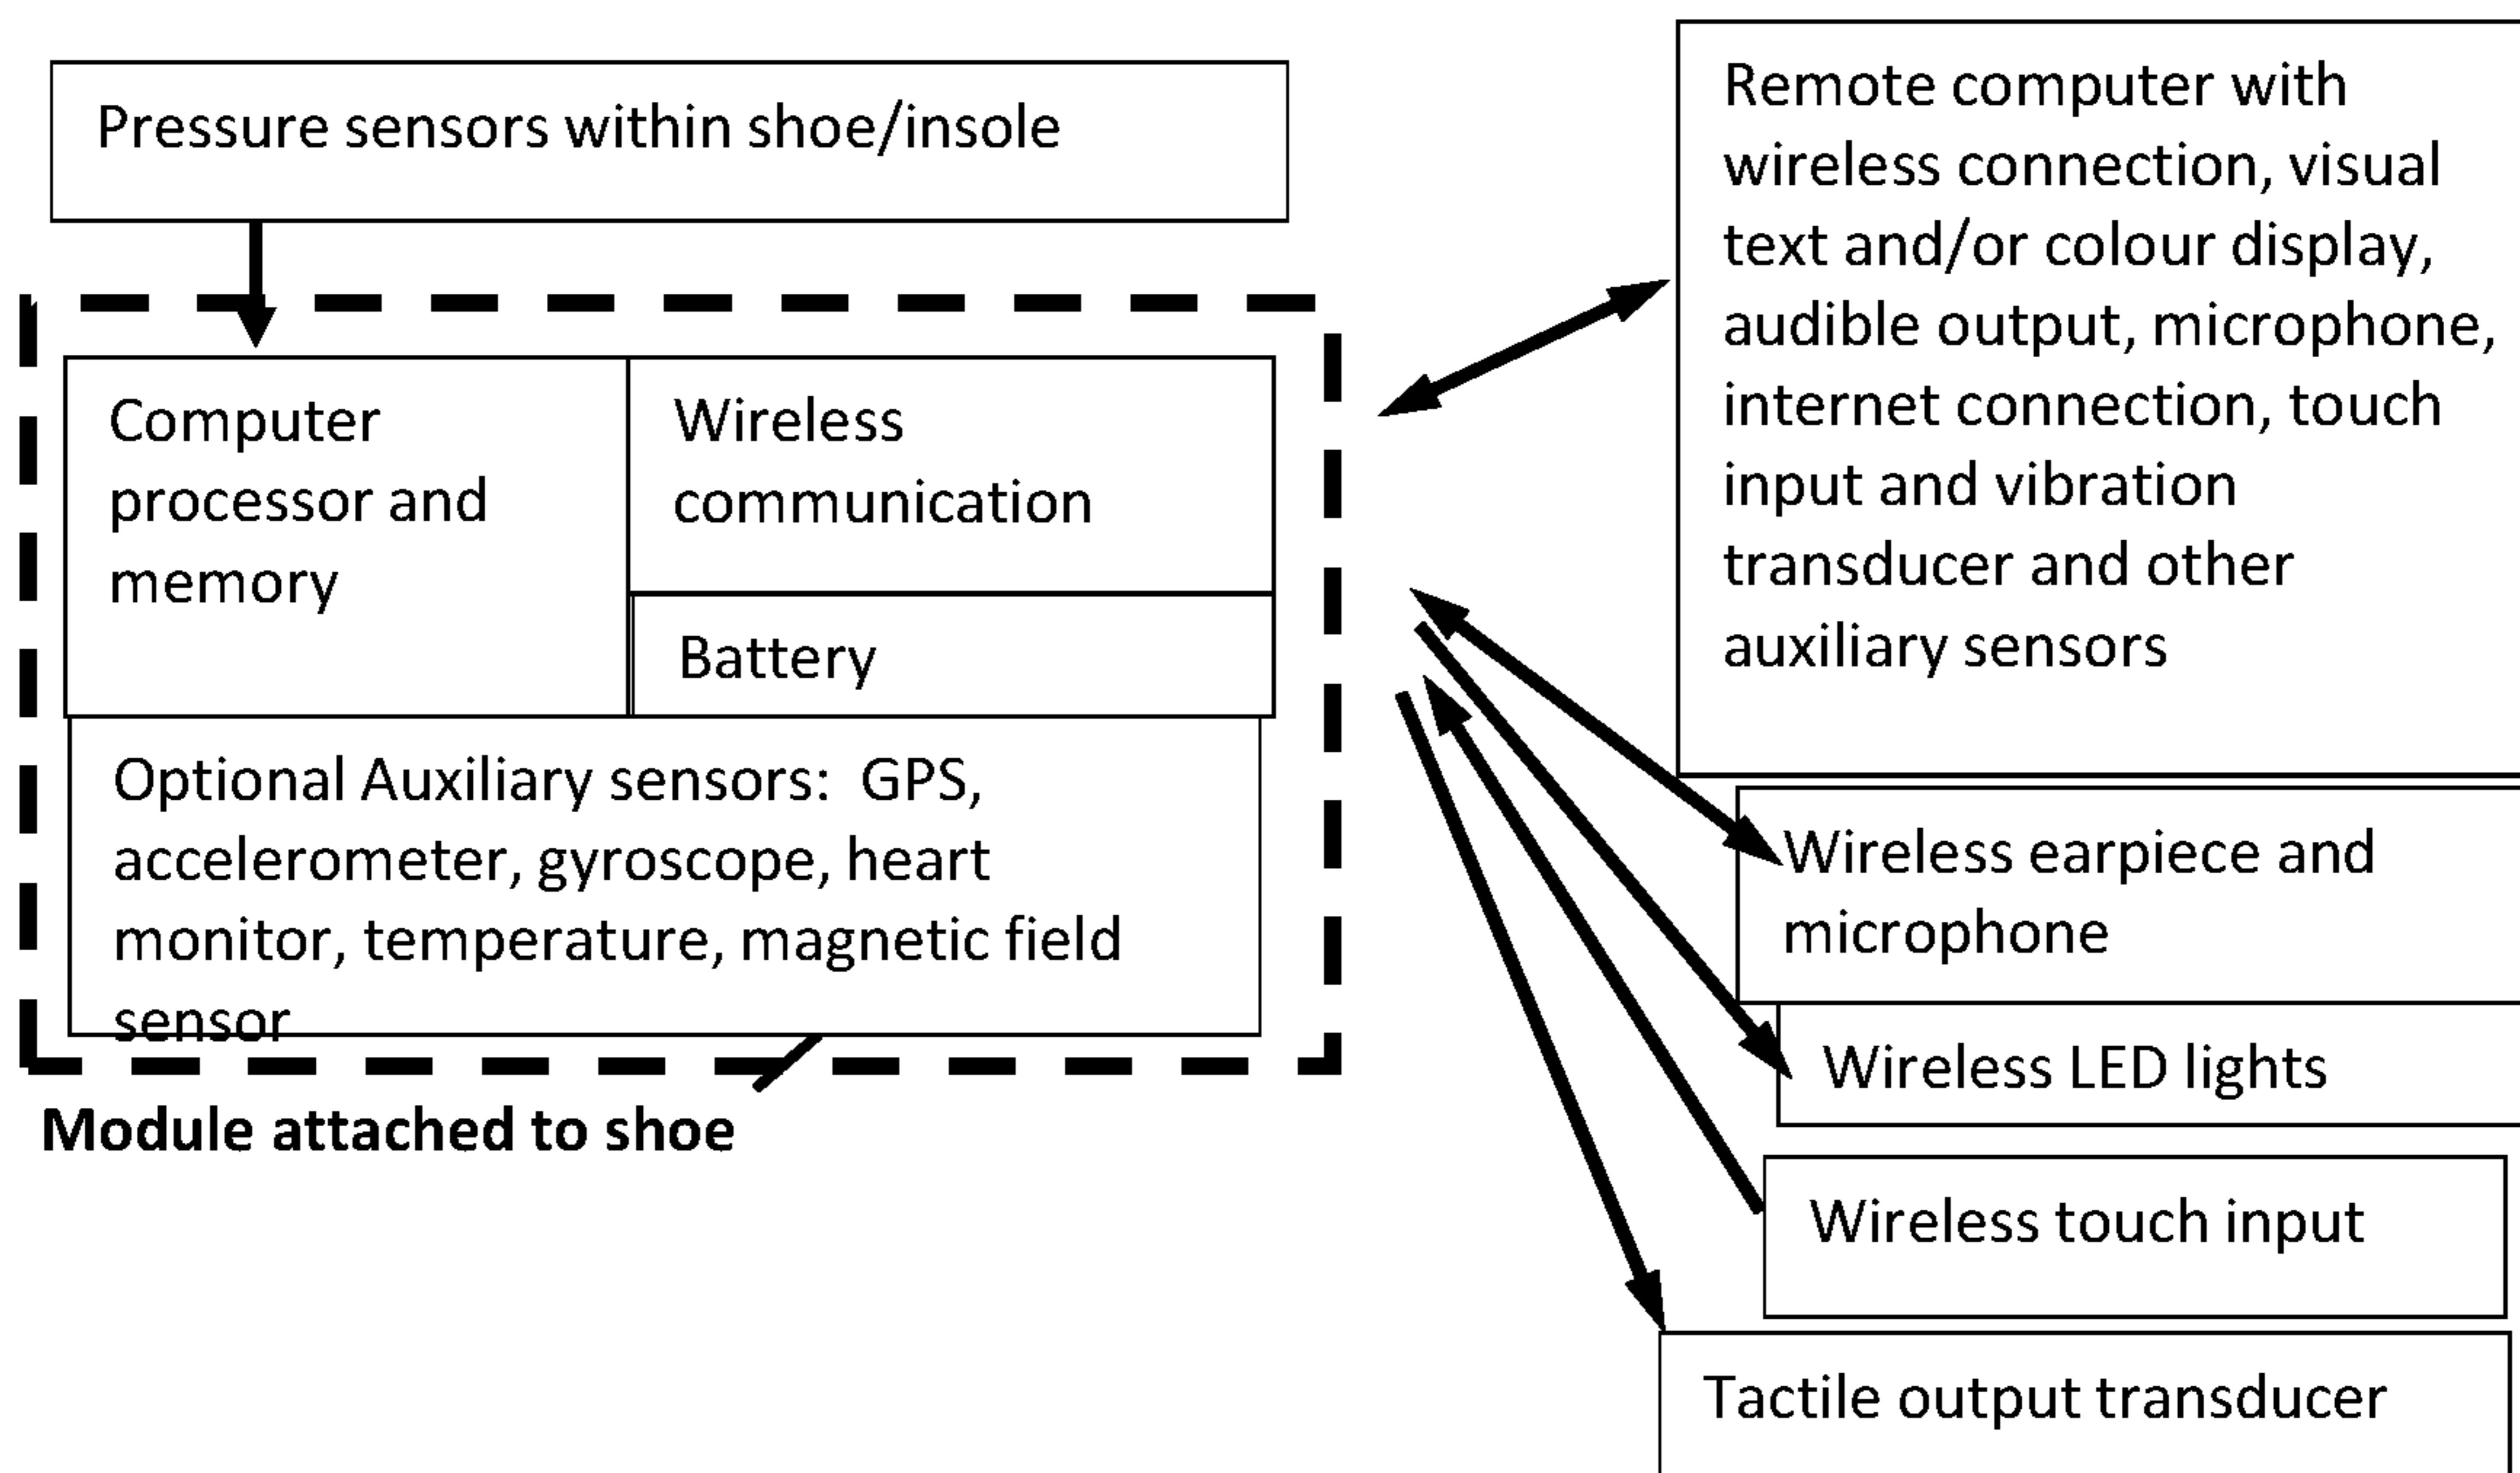 Pressure sensors within shoe/insole
Computer
processor and
memory
Wireless
communication
Battery
Optional Auxiliary sensors:  GPS,
accelerometer, gyroscope, heart
monitor, temperature, magnetic field
sensor
Module attached to shoe
Remote computer with
wireless connection, visual
text and/or colour display,
audible output, microphone,
internet connection, touch
input and vibration
transducer and other
auxiliary sensors
Wireless earpiece and
microphone
Wireless LED lights
Wireless touch input
Tactile output transducer